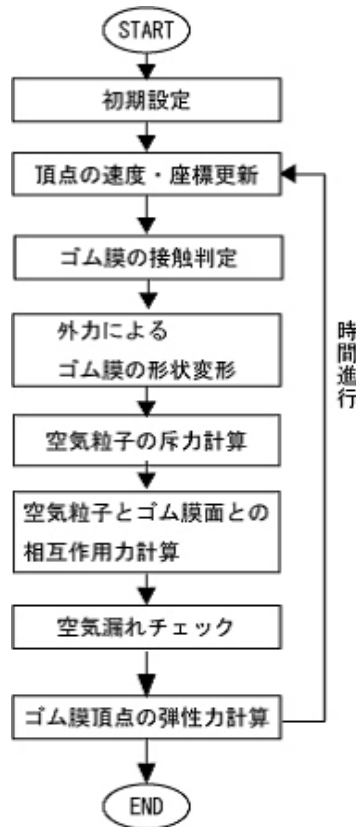 START
初期設定
頂点の速度・座標更新
ゴム膜の接触判定
外力による
ゴム膜の形状変形
空気粒子の斥力計算
空気粒子とゴム膜面との
相互作用力計算
空気漏れチェック
ゴム膜頂点の弾性力計算
END
時間進行